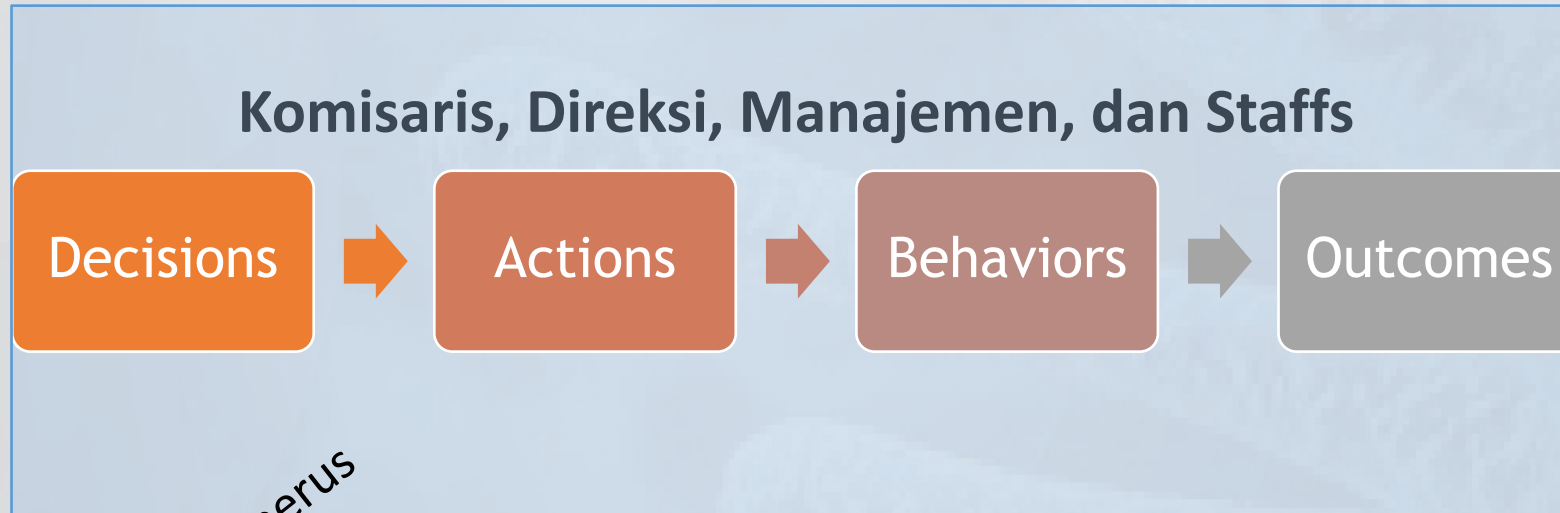 Komisaris, Direksi, Manajemen, dan Staffs
Decisions
Actions
Behaviors
Outcomes